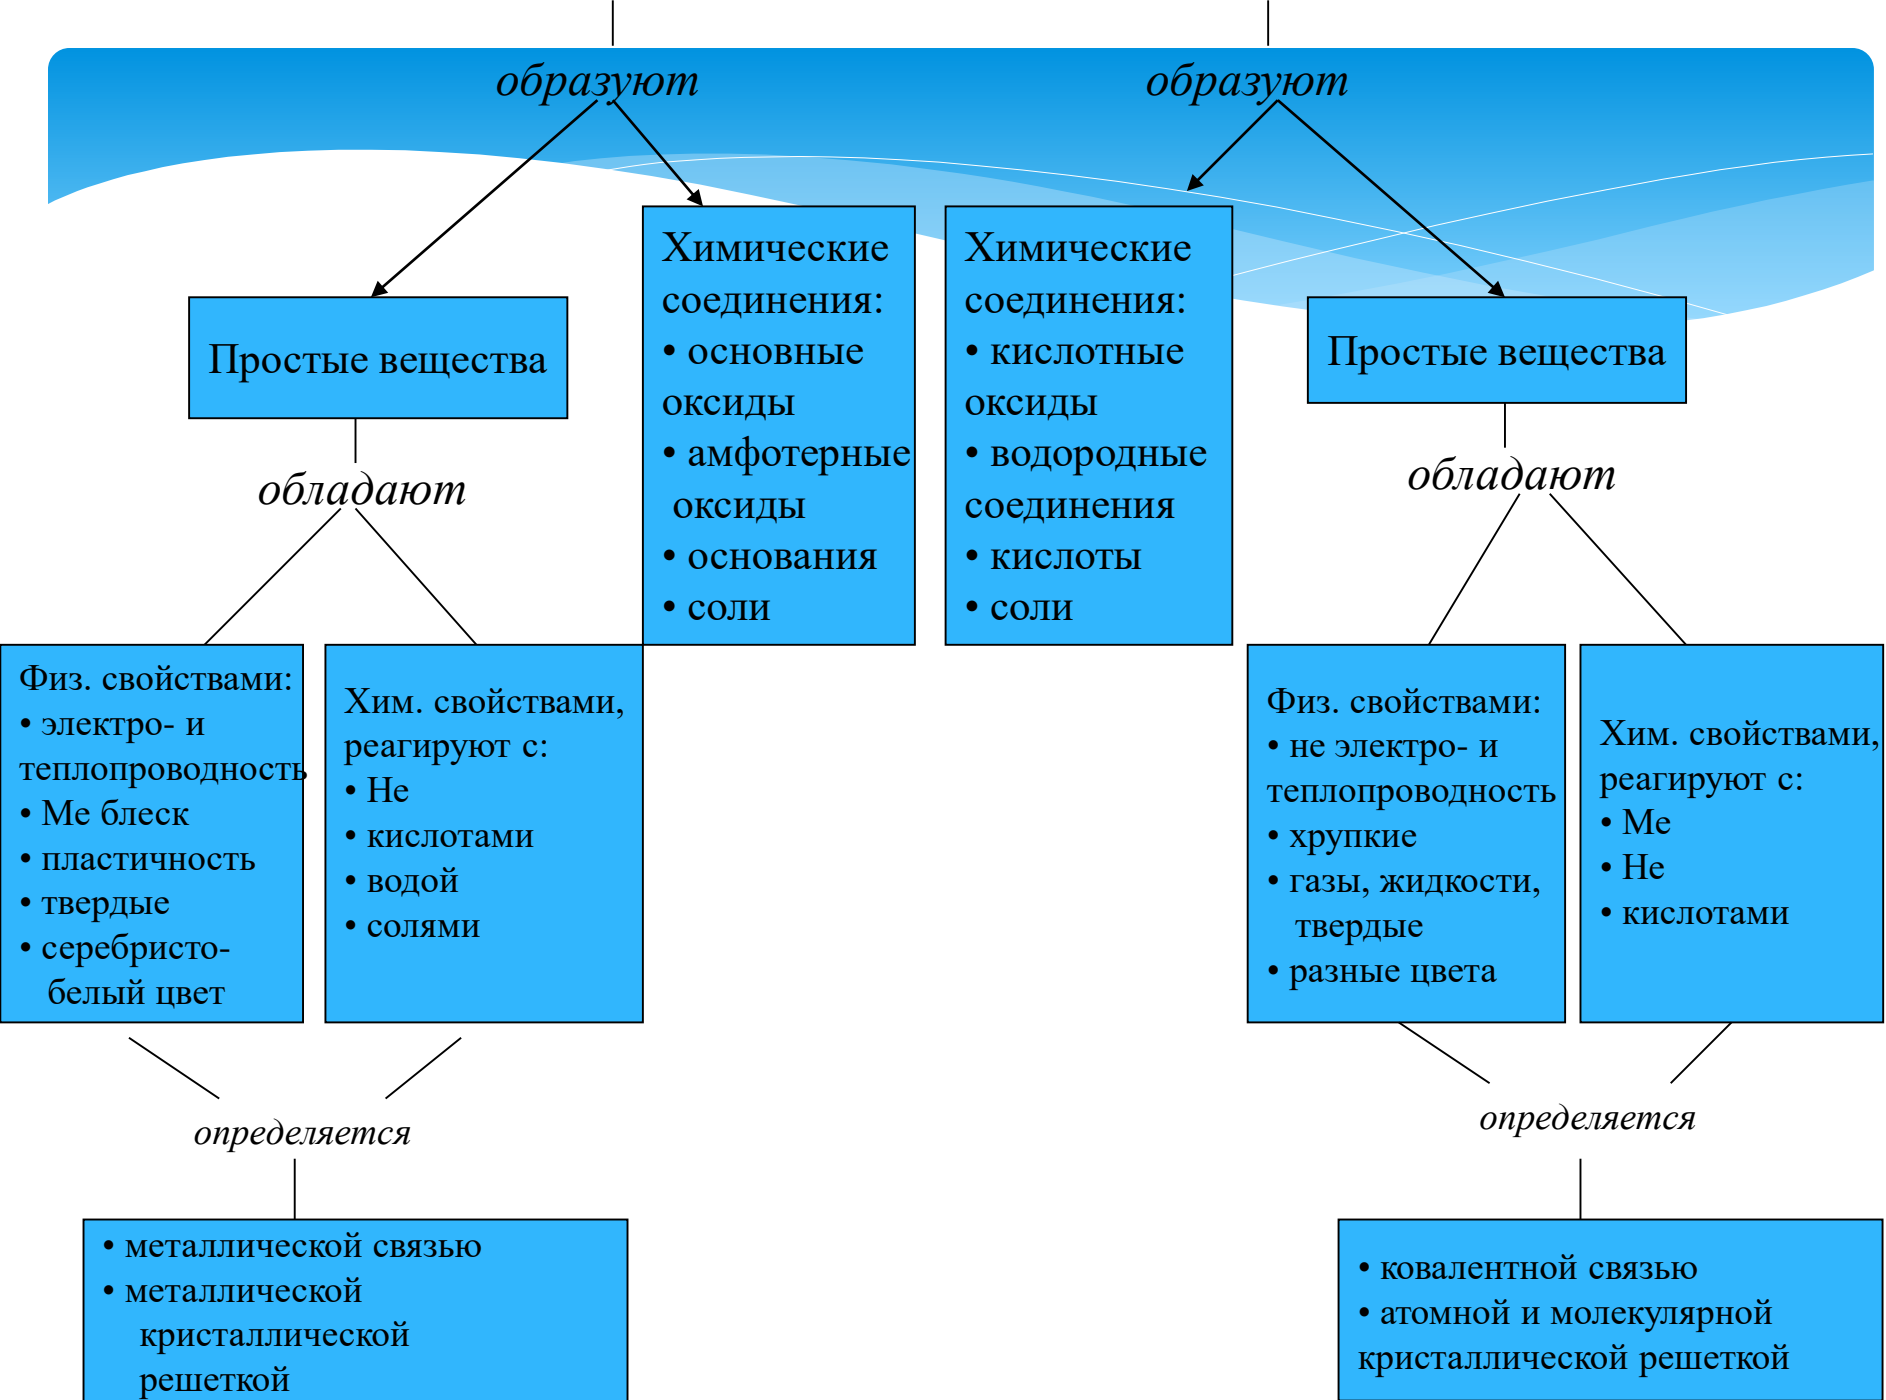 образуют
образуют
Химические
соединения:
• основные
оксиды
• амфотерные
оксиды
• основания
• соли
Химические
соединения:
• кислотные
оксиды
• водородные
соединения
• кислоты
• соли
Простые вещества
Простые вещества
обладают
обладают
Физ. свойствами:
• электро- и
теплопроводность
• Ме блеск
• пластичность
• твердые
• серебристо-
белый цвет
Хим. свойствами,
реагируют с:
• Не
• кислотами
• водой
• солями
Физ. свойствами:
• не электро- и
теплопроводность
• хрупкие
• газы, жидкости,
твердые
• разные цвета
Хим. свойствами,
реагируют с:
• Ме
• Не
• кислотами
определяется
определяется
• металлической связью
• металлической
кристаллической
решеткой
• ковалентной связью
• атомной и молекулярной
кристаллической решеткой